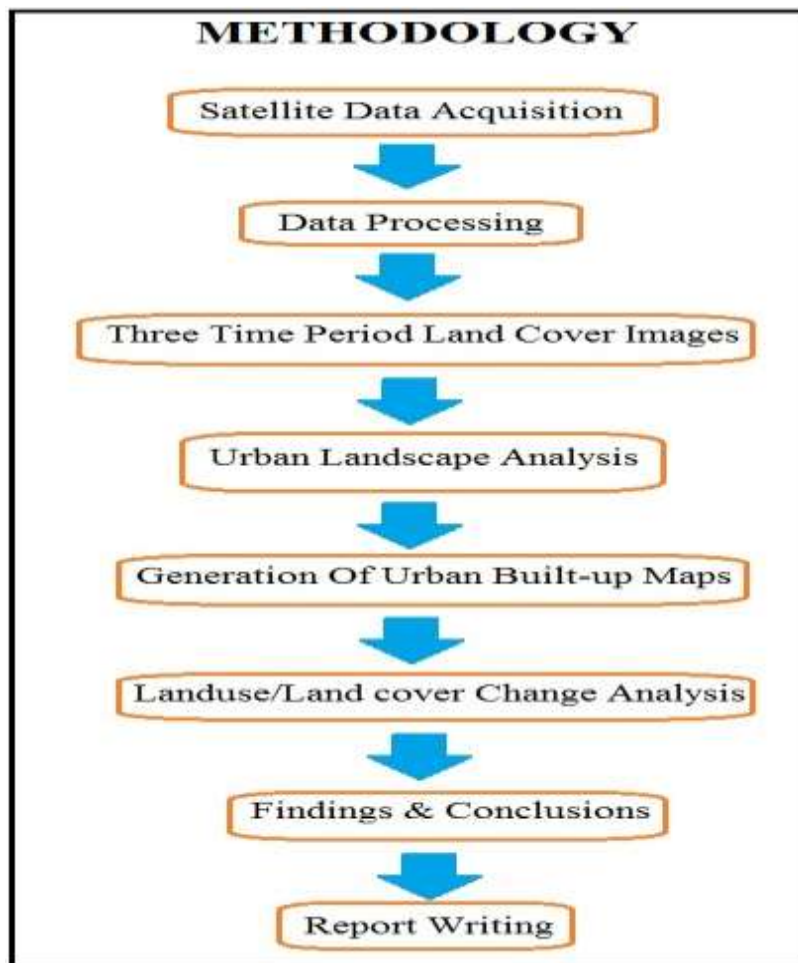 METHODOLOGY
Satellite Data Acquisition
Data Processing
Three Time Period Land Cover Images
Urban Landscape Analysis
Generation Of Urban Built-up Maps
Landuse/Land cover Change Analysis
Findings & Conclusions
Report Writing